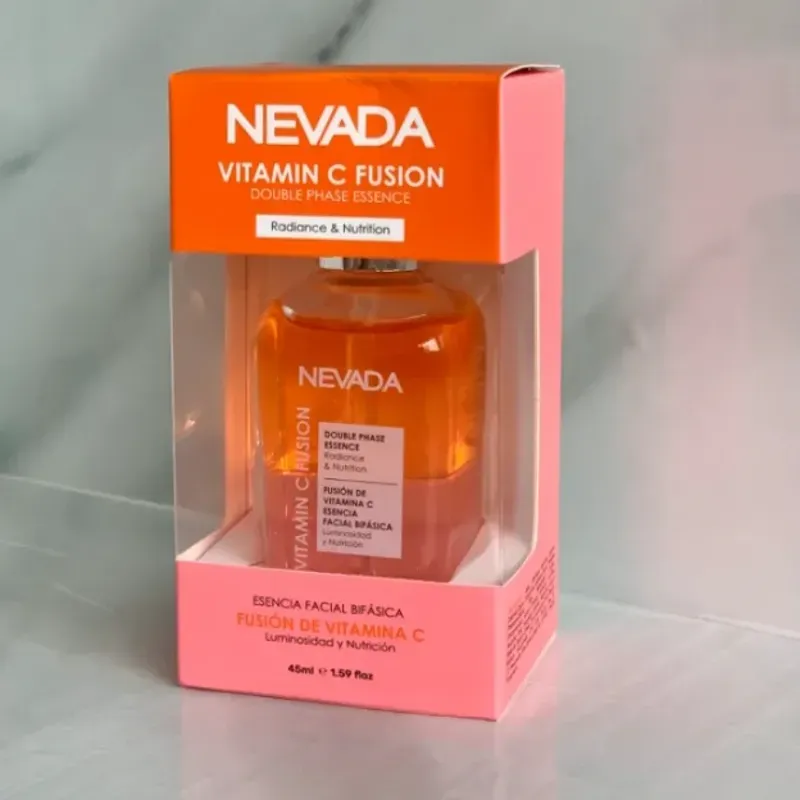 NEVADA
VITAMIN C FUSION
DOUBLE PHASE ESSENCE
Radiance & Nutrition
NEVADA
VITAMIN C FUSION
DOUBLE PHASE
ESSENCE
Radiance
& Nutrition
FUSIÓN DE
VITAMINA C
ESENCIA
FACIAL BIFÁSICA
Luminosidad
y Nutrición
ESENCIA FACIAL BIFÁSICA
FUSIÓN DE VITAMINA C
Luminosidad y Nutrición
45ml ℮ 1.59 floz